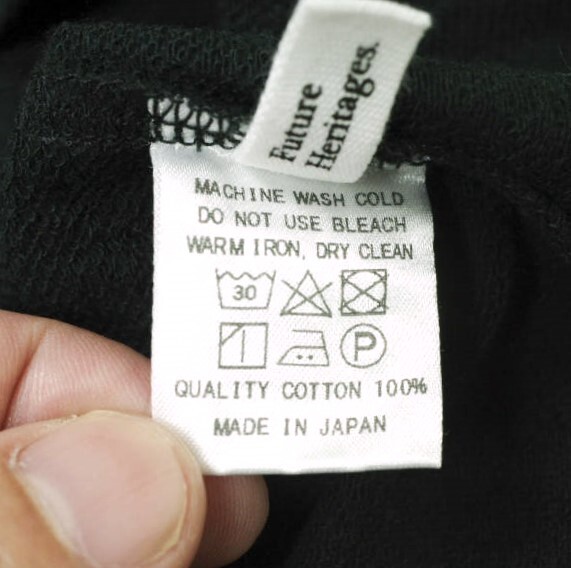 Future
Heritages.
MACHINE WASH COLD
DO NOT USE BLEACH
WARM IRON, DRY CLEAN
30
P
QUALITY COTTON 100%
MADE IN JAPAN